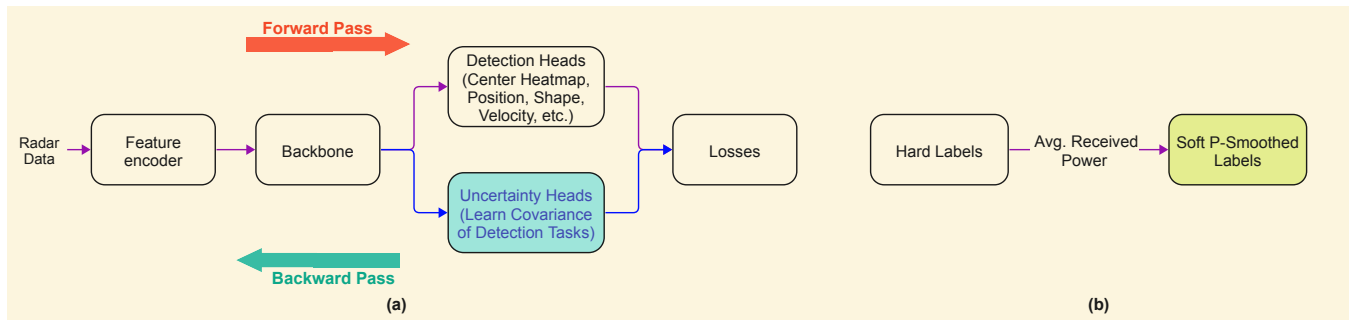 Forward Pass
Radar
Data
Feature
encoder
Backbone
Detection Heads
(Center Heatmap,
Position, Shape,
Velocity, etc.)
Uncertainty Heads
(Learn Covariance
of Detection Tasks)
Losses
Backward Pass
(a)
Hard Labels
Avg. Received
Power
Soft P-Smoothed
Labels
(b)